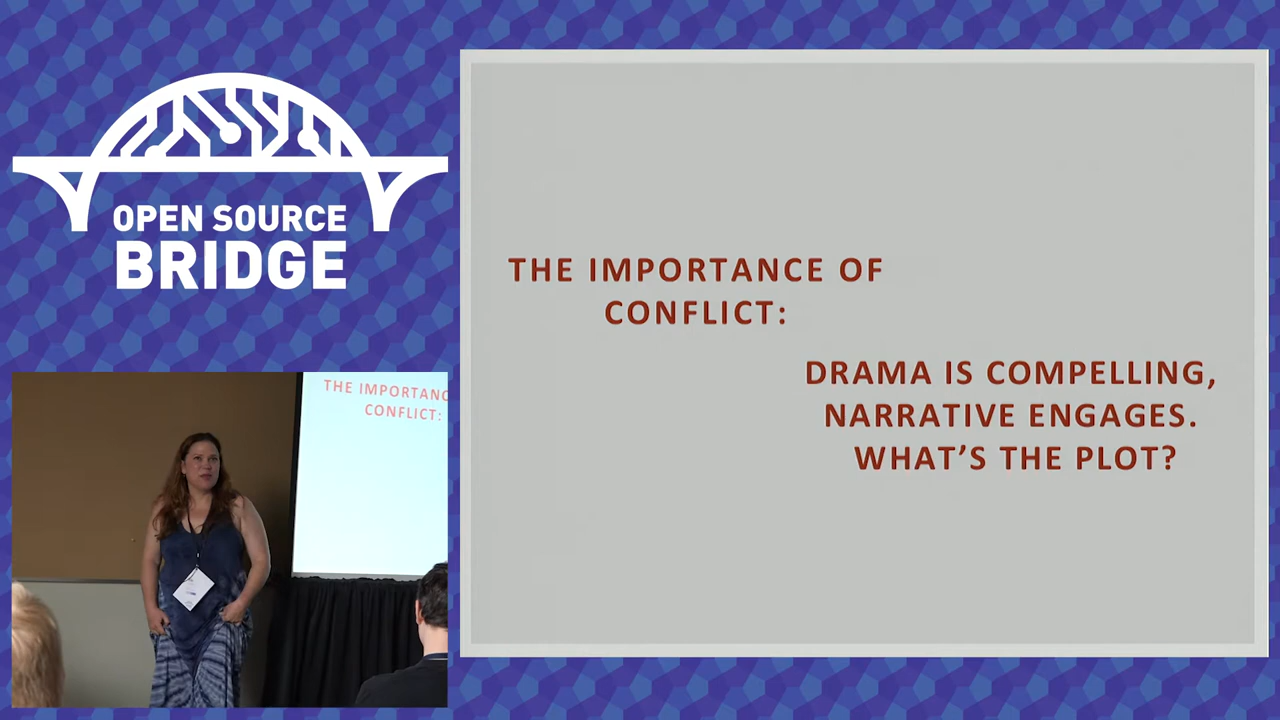 OPEN SOURCE
BRIDGE
THE IMPORTANCE OF
CONFLICT:
DRAMA IS COMPELLING,
NARRATIVE ENGAGES.
WHAT'S THE PLOT?
THE IMPORTANC
CONFLICT: